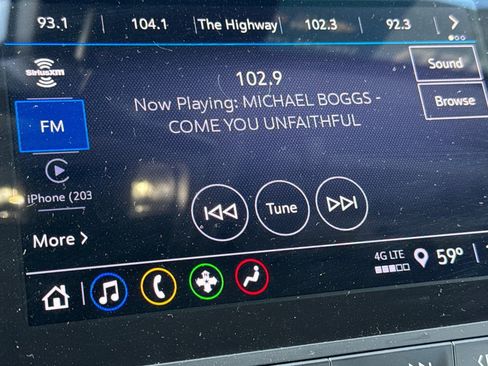 93.1
104.1
The Highway
102.3
92.3
SiriusXM
102.9
Sound
Now Playing: MICHAEL BOGGS -
COME YOU UNFAITHFUL
Browse
FM
iPhone (203
Tune
More
4G LTE
59°